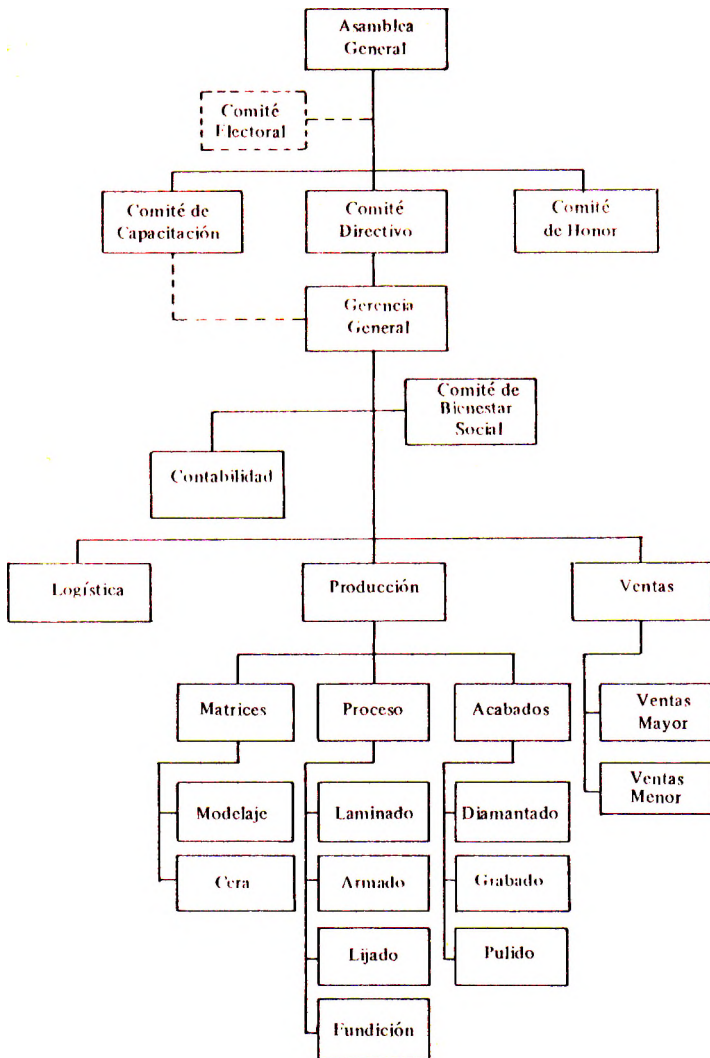 Asamblea
General
Comité
Electoral
Comité de
Capacitación
Comité
Directivo
Comité
de Honor
Gerencia
General
Comité de
Bienestar
Social
Contabilidad
Logística
Producción
Ventas
Matrices
Proceso
Acabados
Ventas
Mayor
Ventas
Menor
Modelaje
Laminado
Diamantado
Cera
Armado
Grabado
Lijado
Pulido
Fundición